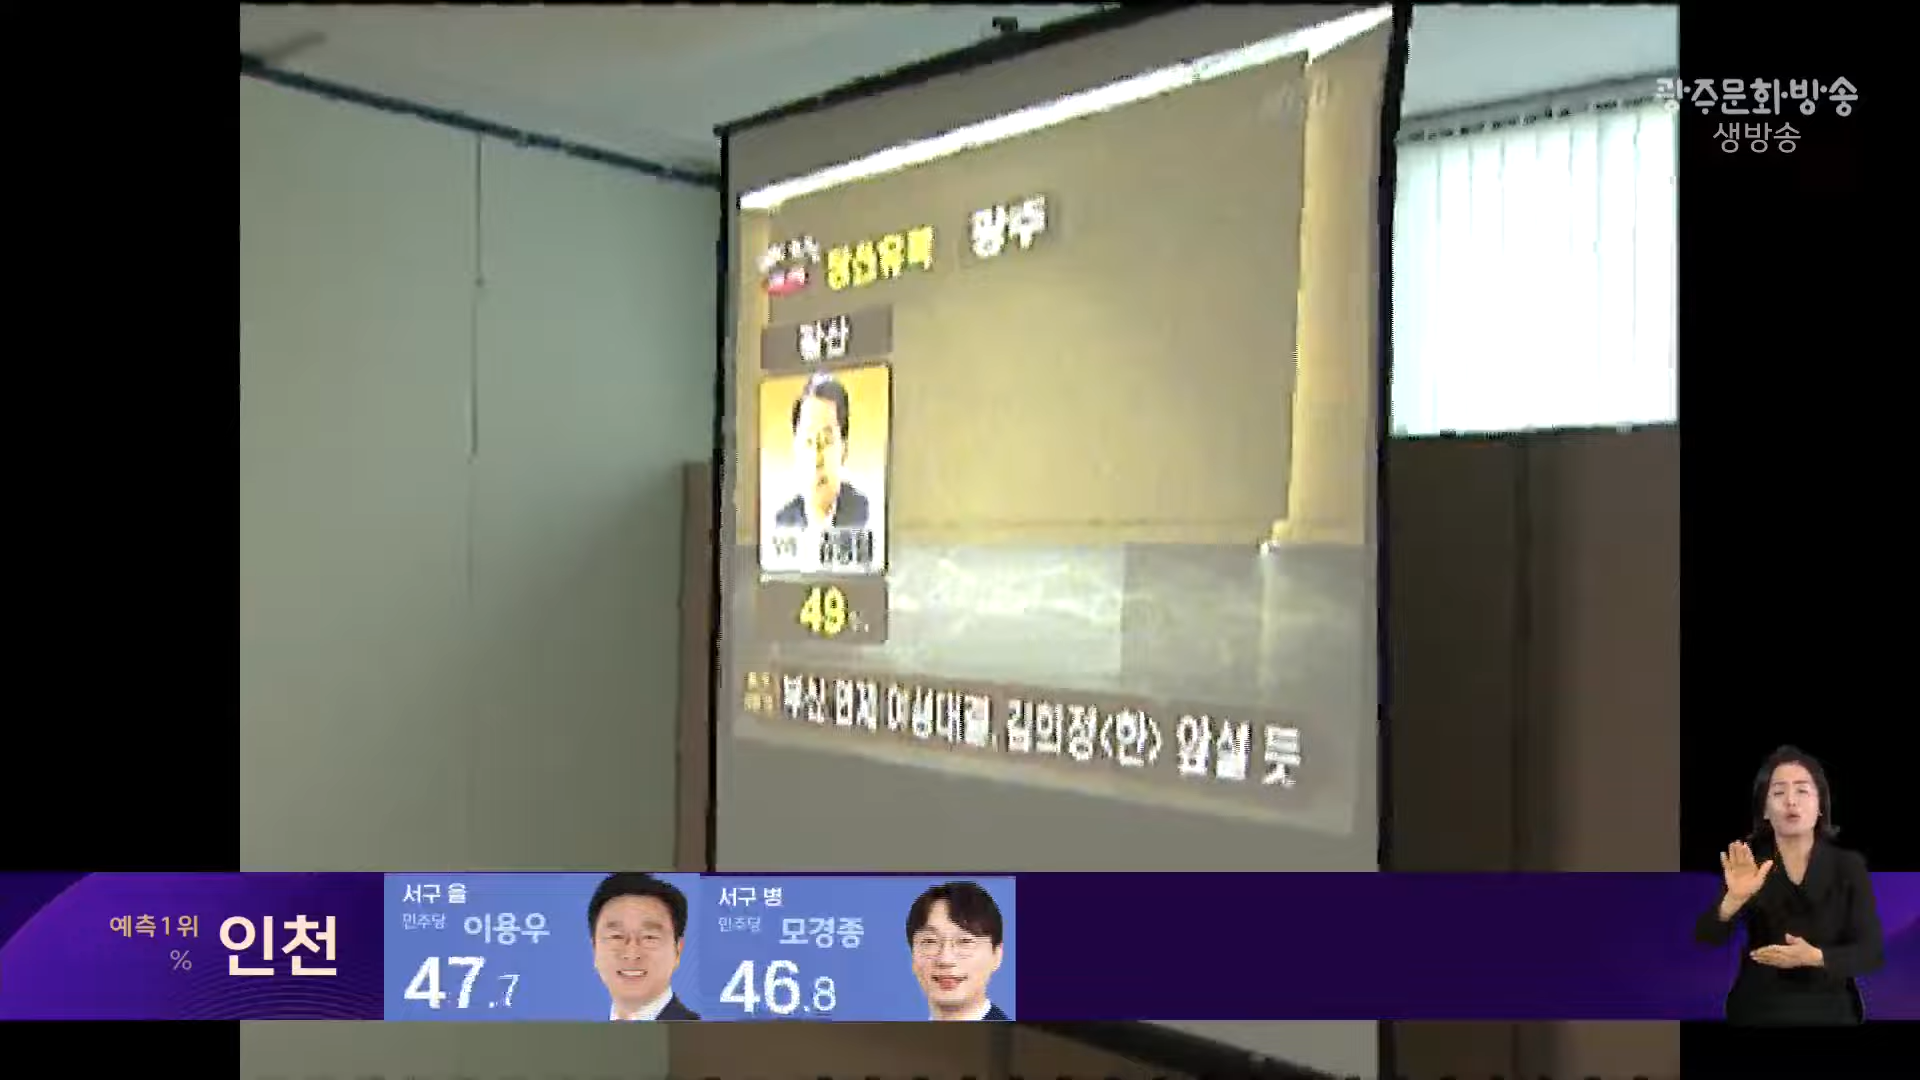 광주문화방송
생방송
당선유력 광주
광산
49
부산 연제 여성대결, 김희정<한> 앞설 듯
예측1위
%
인천
서구 을
민주당 이용우
47.7
서구 병
민주당 모경종
46.8